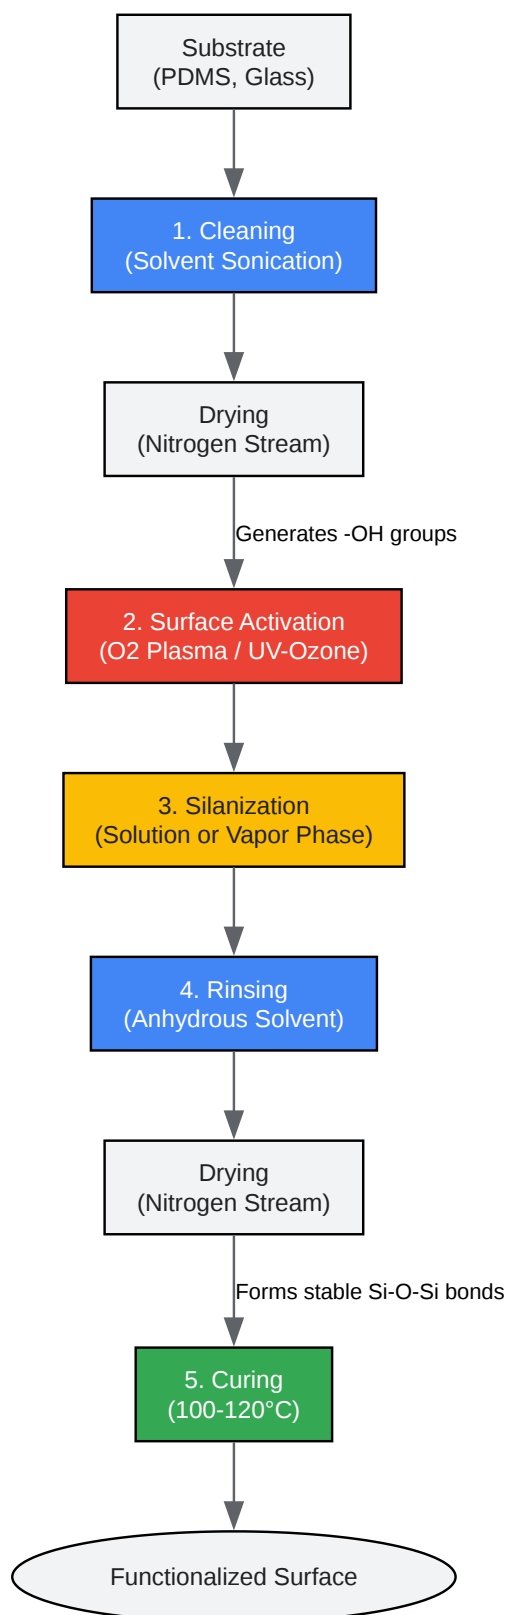 Substrate
(PDMS, Glass)
1. Cleaning
(Solvent Sonication)
Drying
(Nitrogen Stream)
Generates -OH groups
2. Surface Activation
(O2 Plasma / UV-Ozone)
3. Silanization
(Solution or Vapor Phase)
4. Rinsing
(Anhydrous Solvent)
Drying
(Nitrogen Stream)
Forms stable Si-O-Si bonds
5. Curing
(100-120°C)
Functionalized Surface